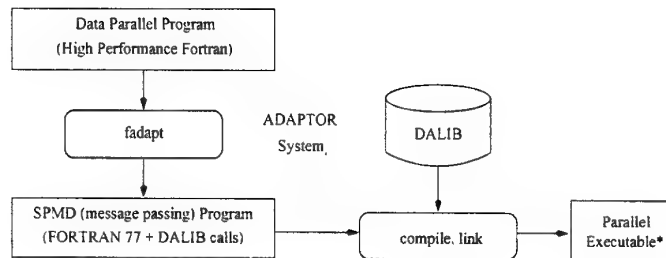 Data Parallel Program
(High Performance Fortran)
fadapt
ADAPTOR
System
DALIB
SPMD (message passing) Program
(FORTRAN 77 + DALIB calls)
compile, link
Parallel
Executable*